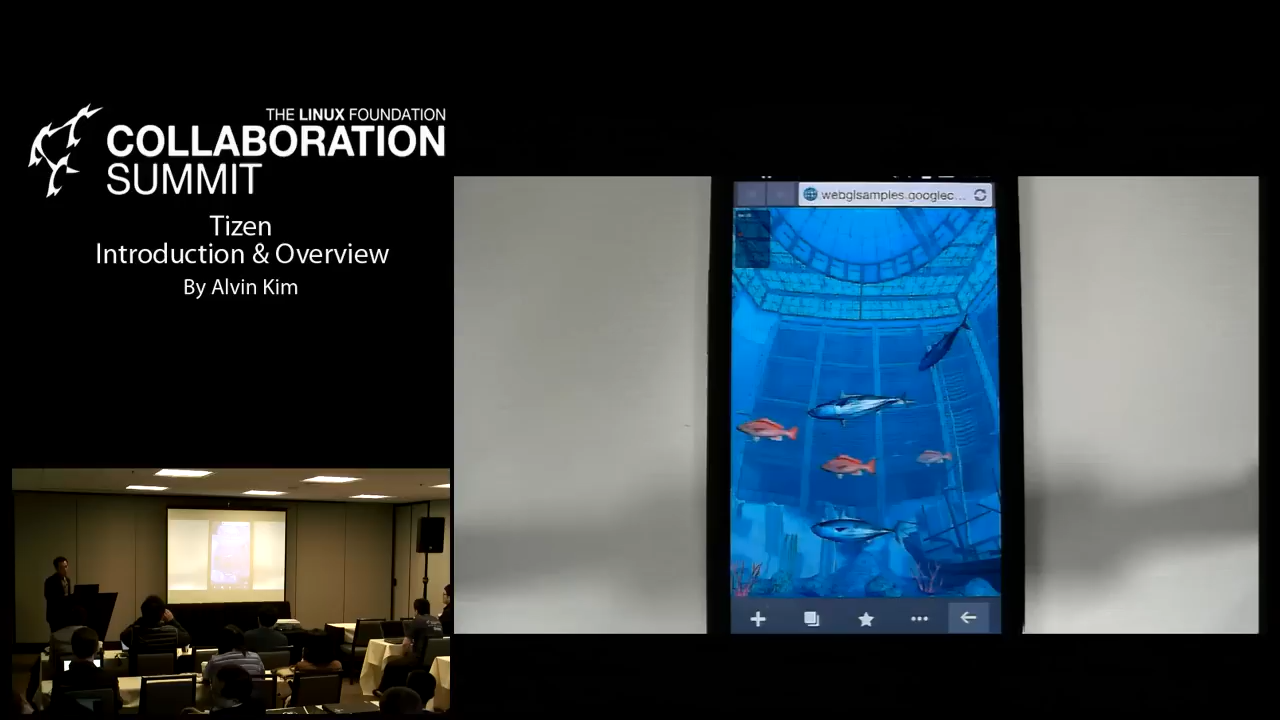 THE LINUX FOUNDATION
COLLABORATION
SUMMIT
Tizen
Introduction & Overview
By Alvin Kim
webglsamples.googlec...